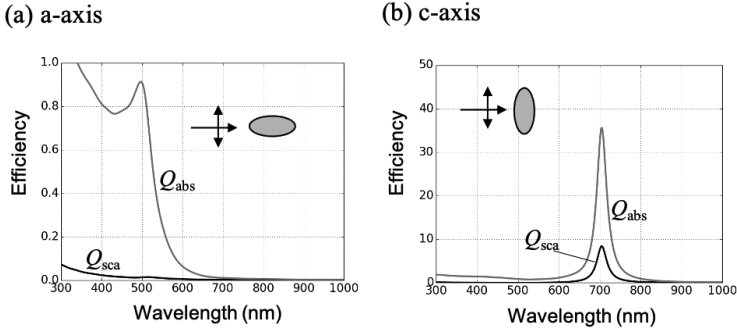 (a) a-axis
1.0
0.8
0.6
0.4
0.2
0.0
Efficiency
Qabs
Qsca
300 400 500 600 700 800 900 1000
Wavelength (nm)
(b) c-axis
50
40
30
20
10
0
Efficiency
Qabs
Qsca
300 400 500 600 700 800 900 1000
Wavelength (nm)